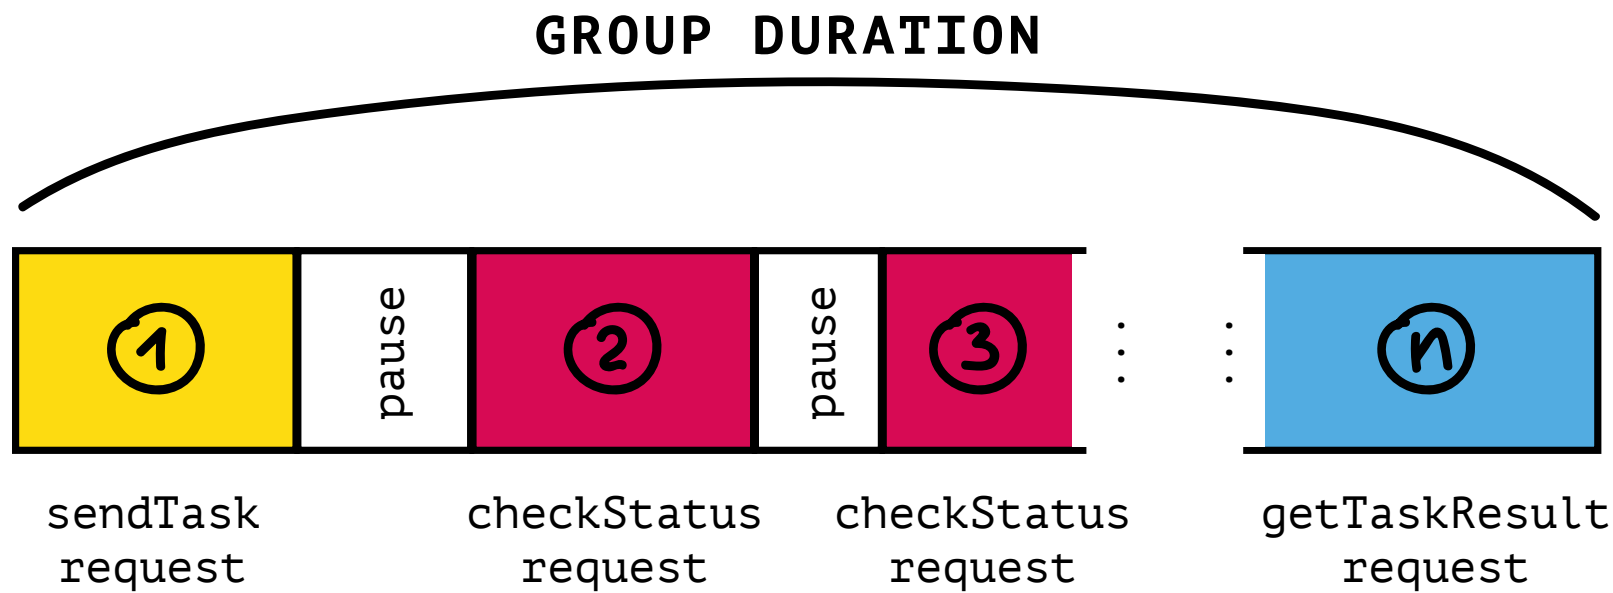 GROUP DURATION
1
pause
2
pause
3
n
sendTask
request
checkStatus
request
checkStatus
request
getTaskResult
request